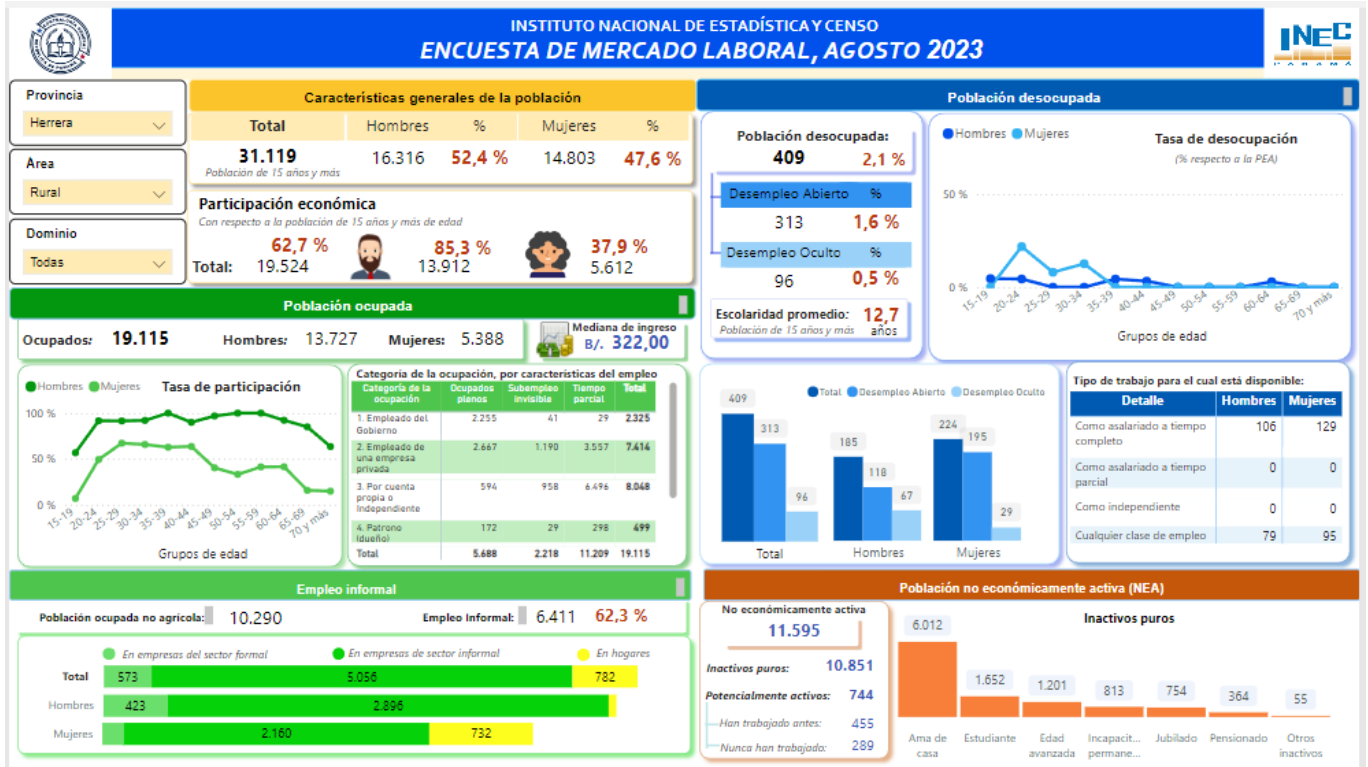 INSTITUTO NACIONAL DE ESTADÍSTICA Y CENSO
ENCUESTA DE MERCADO LABORAL, AGOSTO 2023
INEC
Provincia
Herrera
Area
Rural
Dominio
Todas
Características generales de la población
Total Hombres % Mujeres %
31.119 16.316 52,4 % 14.803 47,6 %
Población de 15 años y más
Participación económica
Con respecto a la población de 15 años y más de edad
62,7 % 85,3 % 37,9 %
Total: 19.524 13.912 5.612
Población ocupada
Ocupados: 19.115 Hombres: 13.727 Mujeres: 5.388
Mediana de ingreso
B/. 322,00
Hombres Mujeres Tasa de participación
100 %
50 %
0 %
15-19 20-24 25-29 30-34 35-39 40-44 45-49 50-54 55-59 60-64 65-69 70 y más
Grupos de edad
Categoría de la ocupación, por características del empleo
Categoría de la ocupación Ocupados plenos Subempleo invisible Tiempo parcial Total
1. Empleado del Gobierno 2.255 41 29 2.325
2. Empleado de una empresa privada 2.667 1.190 3.557 7.414
3. Por cuenta propia o Independiente 594 958 6.496 8.048
4. Patrono (dueño) 172 29 298 499
Total 5.688 2.218 11.209 19.115
Empleo informal
Población ocupada no agrícola: 10.290 Empleo Informal: 6.411 62,3 %
En empresas del sector formal En empresas de sector informal En hogares
Total 573 5.056 782
Hombres 423 2.896
Mujeres 2.160 732
Población desocupada
Población desocupada:
409 2,1 %
Desempleo Abierto %
313 1,6 %
Desempleo Oculto %
96 0,5 %
Escolaridad promedio: 12,7
Población de 15 años y más años
Hombres Mujeres Tasa de desocupación
(% respecto a la PEA)
50 %
0 %
15-19 20-24 25-29 30-34 35-39 40-44 45-49 50-54 55-59 60-64 65-69 70 y más
Grupos de edad
Total Desempleo Abierto Desempleo Oculto
409 313 96
185 118 67
224 195 29
Total Hombres Mujeres
Tipo de trabajo para el cual está disponible:
Detalle Hombres Mujeres
Como asalariado a tiempo completo 106 129
Como asalariado a tiempo parcial 0 0
Como independiente 0 0
Cualquier clase de empleo 79 95
Población no económicamente activa (NEA)
No económicamente activa
11.595
Inactivos puros: 10.851
Potencialmente activos: 744
Han trabajado antes: 455
Nunca han trabajado: 289
Inactivos puros
6.012 1.652 1.201 813 754 364 55
Ama de casa Estudiante Edad avanzada Incapacit... permane... Jubilado Pensionado Otros inactivos